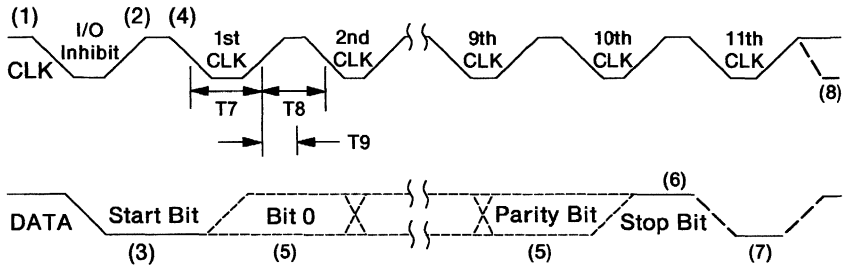 (1) I/O (2) (4)
Inhibit 1st 2nd 9th 10th 11th
CLK CLK CLK CLK CLK CLK
(8)
T7 T8
T9
(6)
DATA Start Bit Bit 0 Parity Bit Stop Bit
(3) (5) (5) (7)